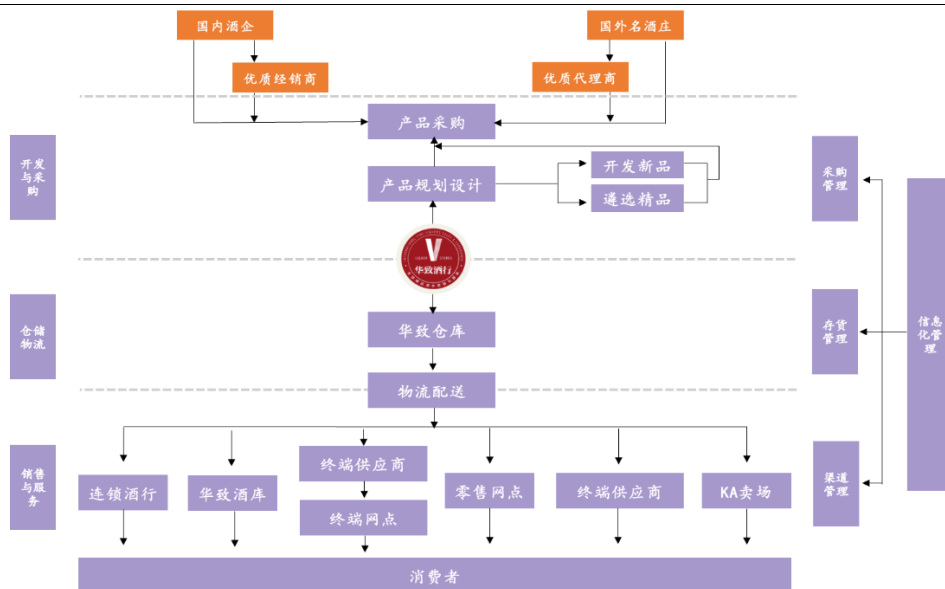 国内酒企
国外名酒庄
优质经销商
优质代理商
产品采购
开发
与采
购
产品规划设计
开发新品
遴选精品
采购
管理
华致酒行
信息
化管
理
仓储
物流
华致仓库
存货
管理
物流配送
销售
与服
务
连锁酒行
华致酒库
终端供应商
终端网点
零售网点
终端供应商
KA卖场
渠道
管理
消费者